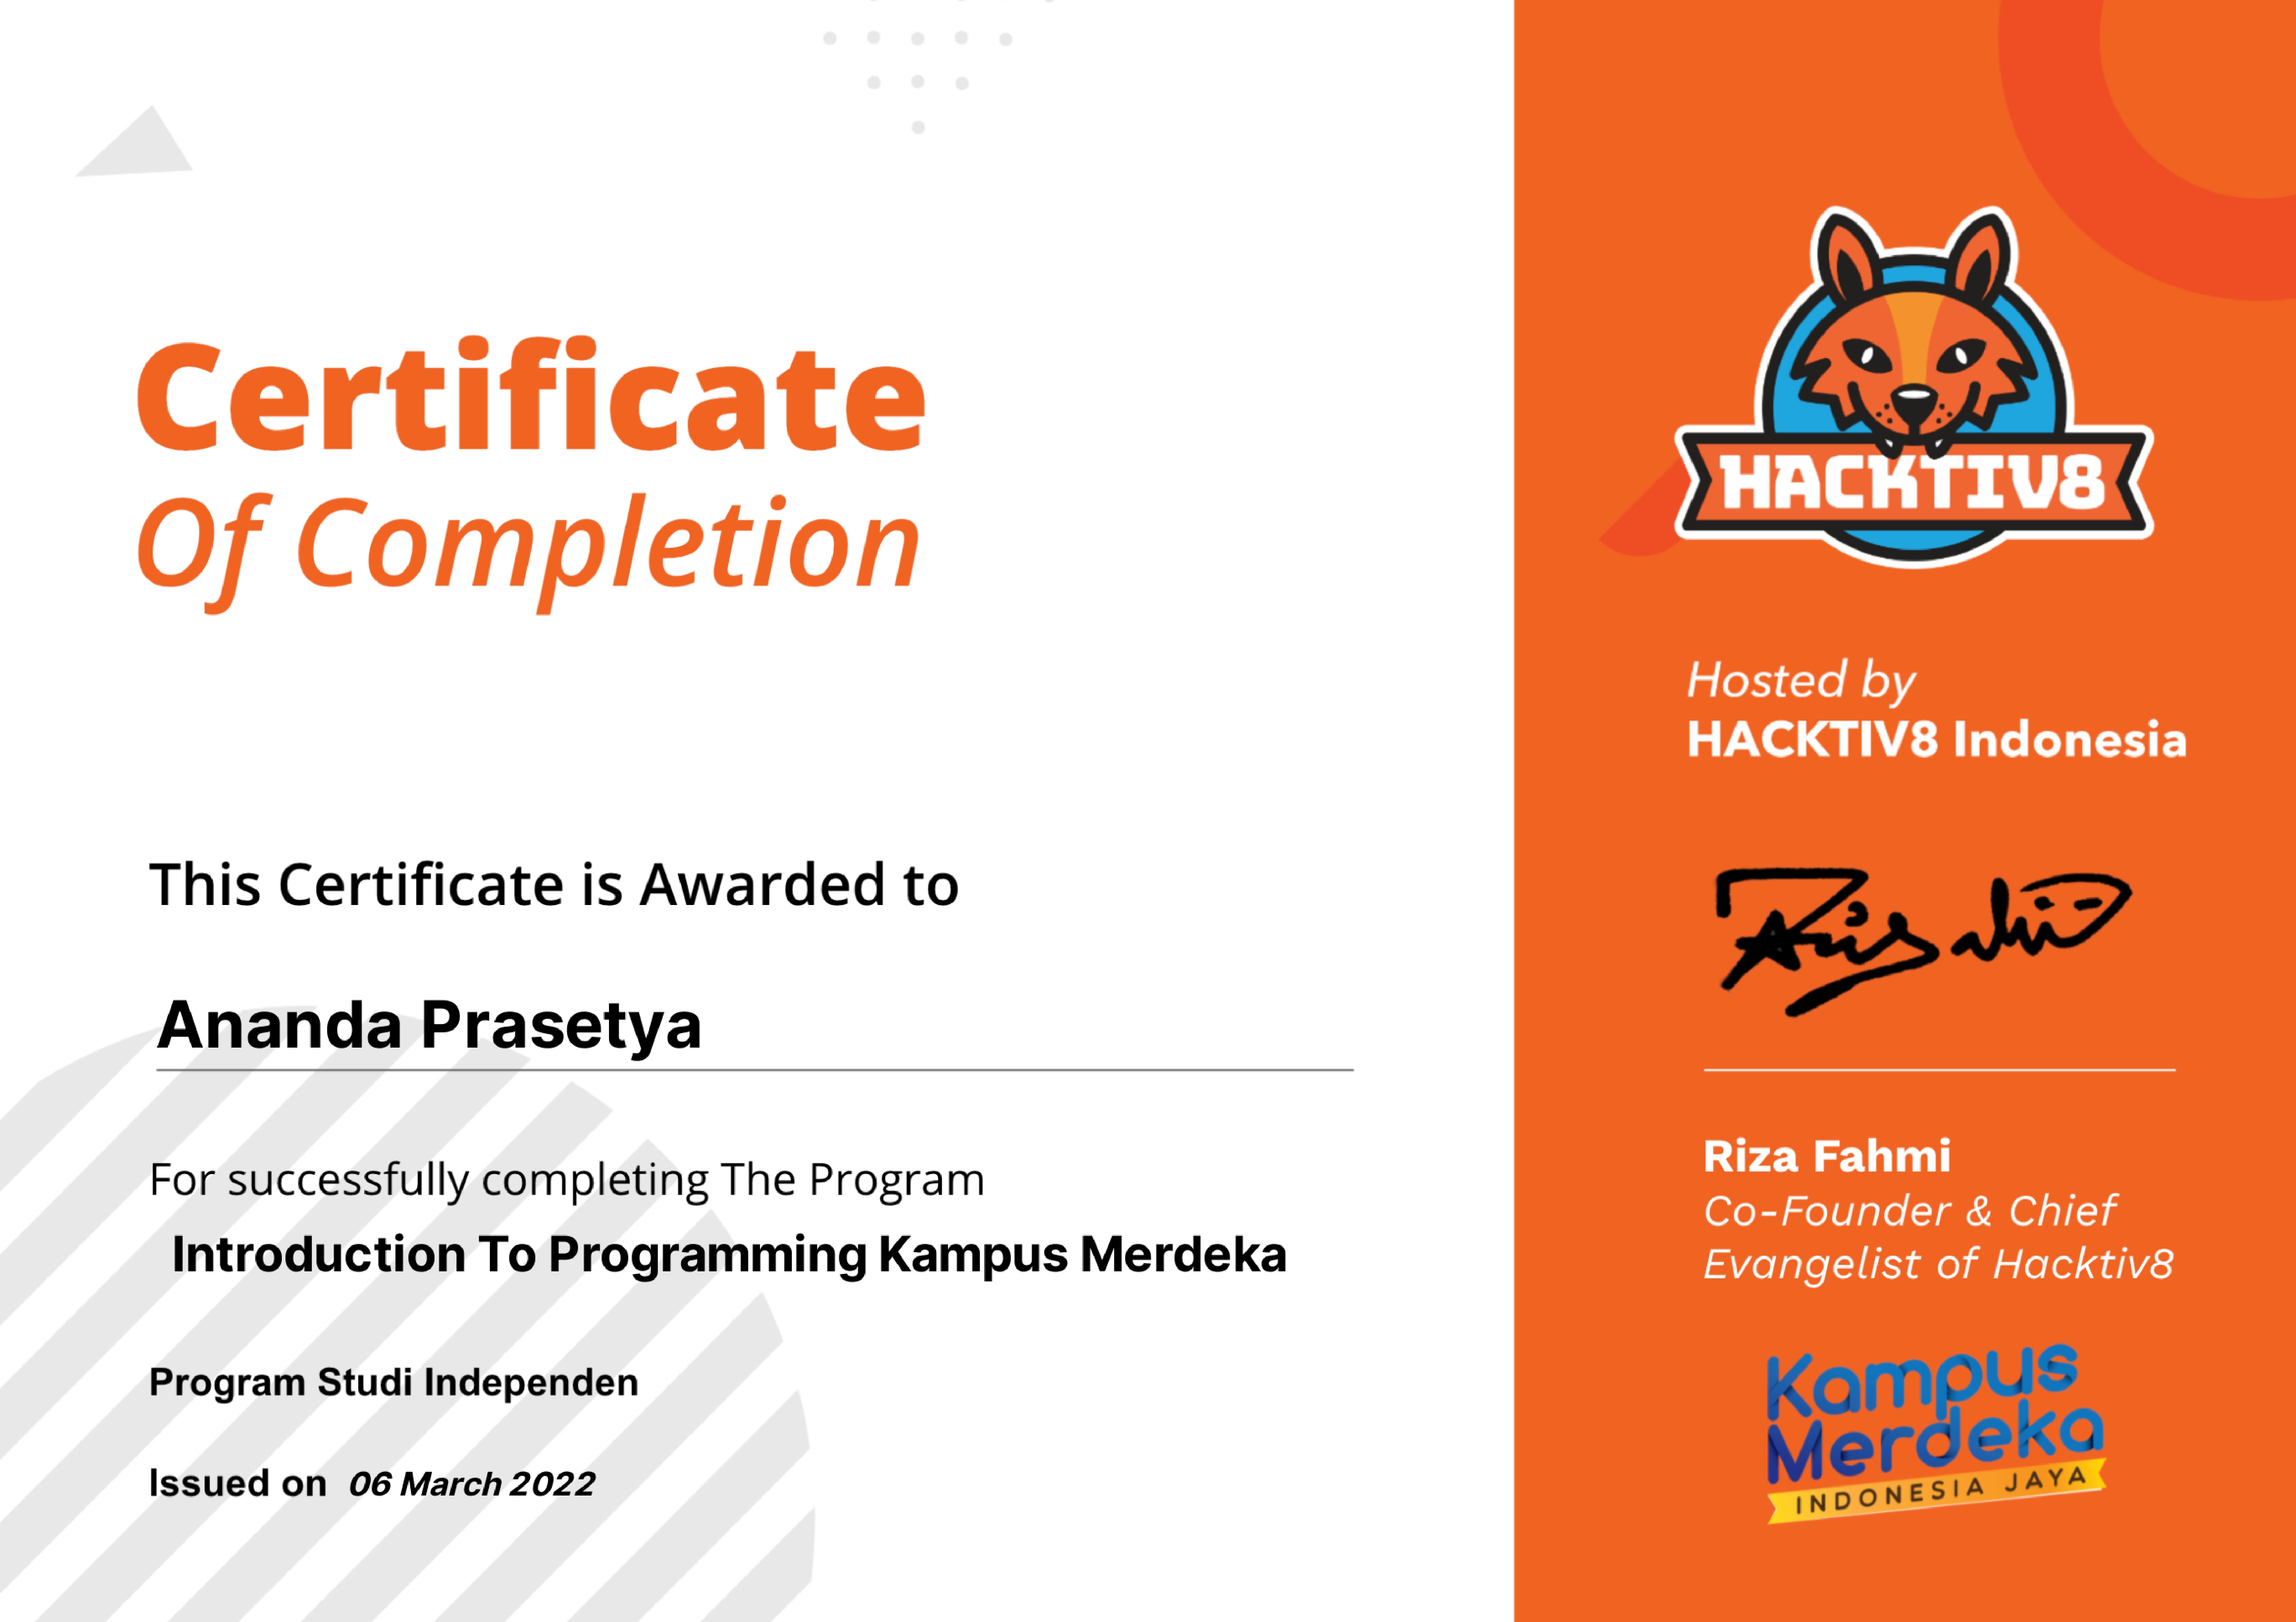 Certificate
Of Completion
This Certificate is Awarded to
Ananda Prasetya
For successfully completing The Program
Introduction To Programming Kampus Merdeka
Program Studi Independen
Issued on 06 March 2022
HACKTIV8
Hosted by
HACKTIV8 Indonesia
Riza Fahmi
Co-Founder & Chief
Evangelist of Hacktiv8
Kampus
Merdeka
INDONESIA JAYA